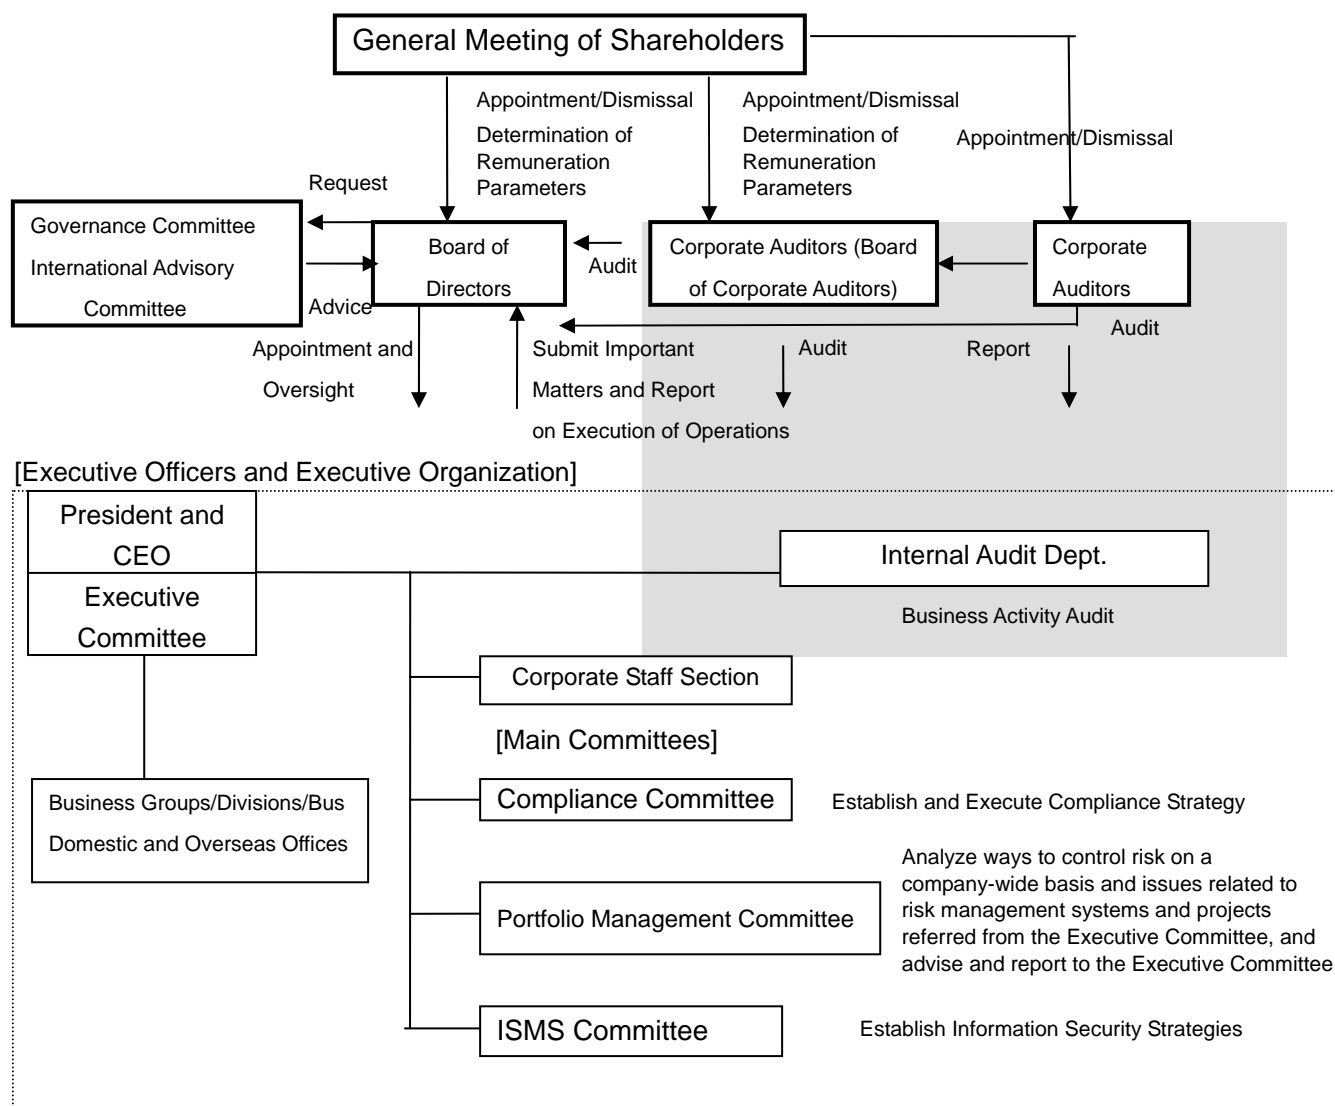 General Meeting of Shareholders
Appointment/Dismissal
Determination of
Remuneration
Parameters
Appointment/Dismissal
Determination of
Remuneration
Parameters
Appointment/Dismissal
Request
Governance Committee
International Advisory
Committee
Advice
Board of
Directors
Audit
Corporate Auditors (Board
of Corporate Auditors)
Corporate
Auditors
Appointment and
Oversight
Submit Important
Matters and Report
on Execution of Operations
Audit
Report
Audit
[Executive Officers and Executive Organization]
President and
CEO
Executive
Committee
Internal Audit Dept.
Business Activity Audit
Corporate Staff Section
[Main Committees]
Business Groups/Divisions/Bus
Domestic and Overseas Offices
Compliance Committee
Establish and Execute Compliance Strategy
Portfolio Management Committee
Analyze ways to control risk on a
company-wide basis and issues related to
risk management systems and projects
referred from the Executive Committee, and
advise and report to the Executive Committee
ISMS Committee
Establish Information Security Strategies